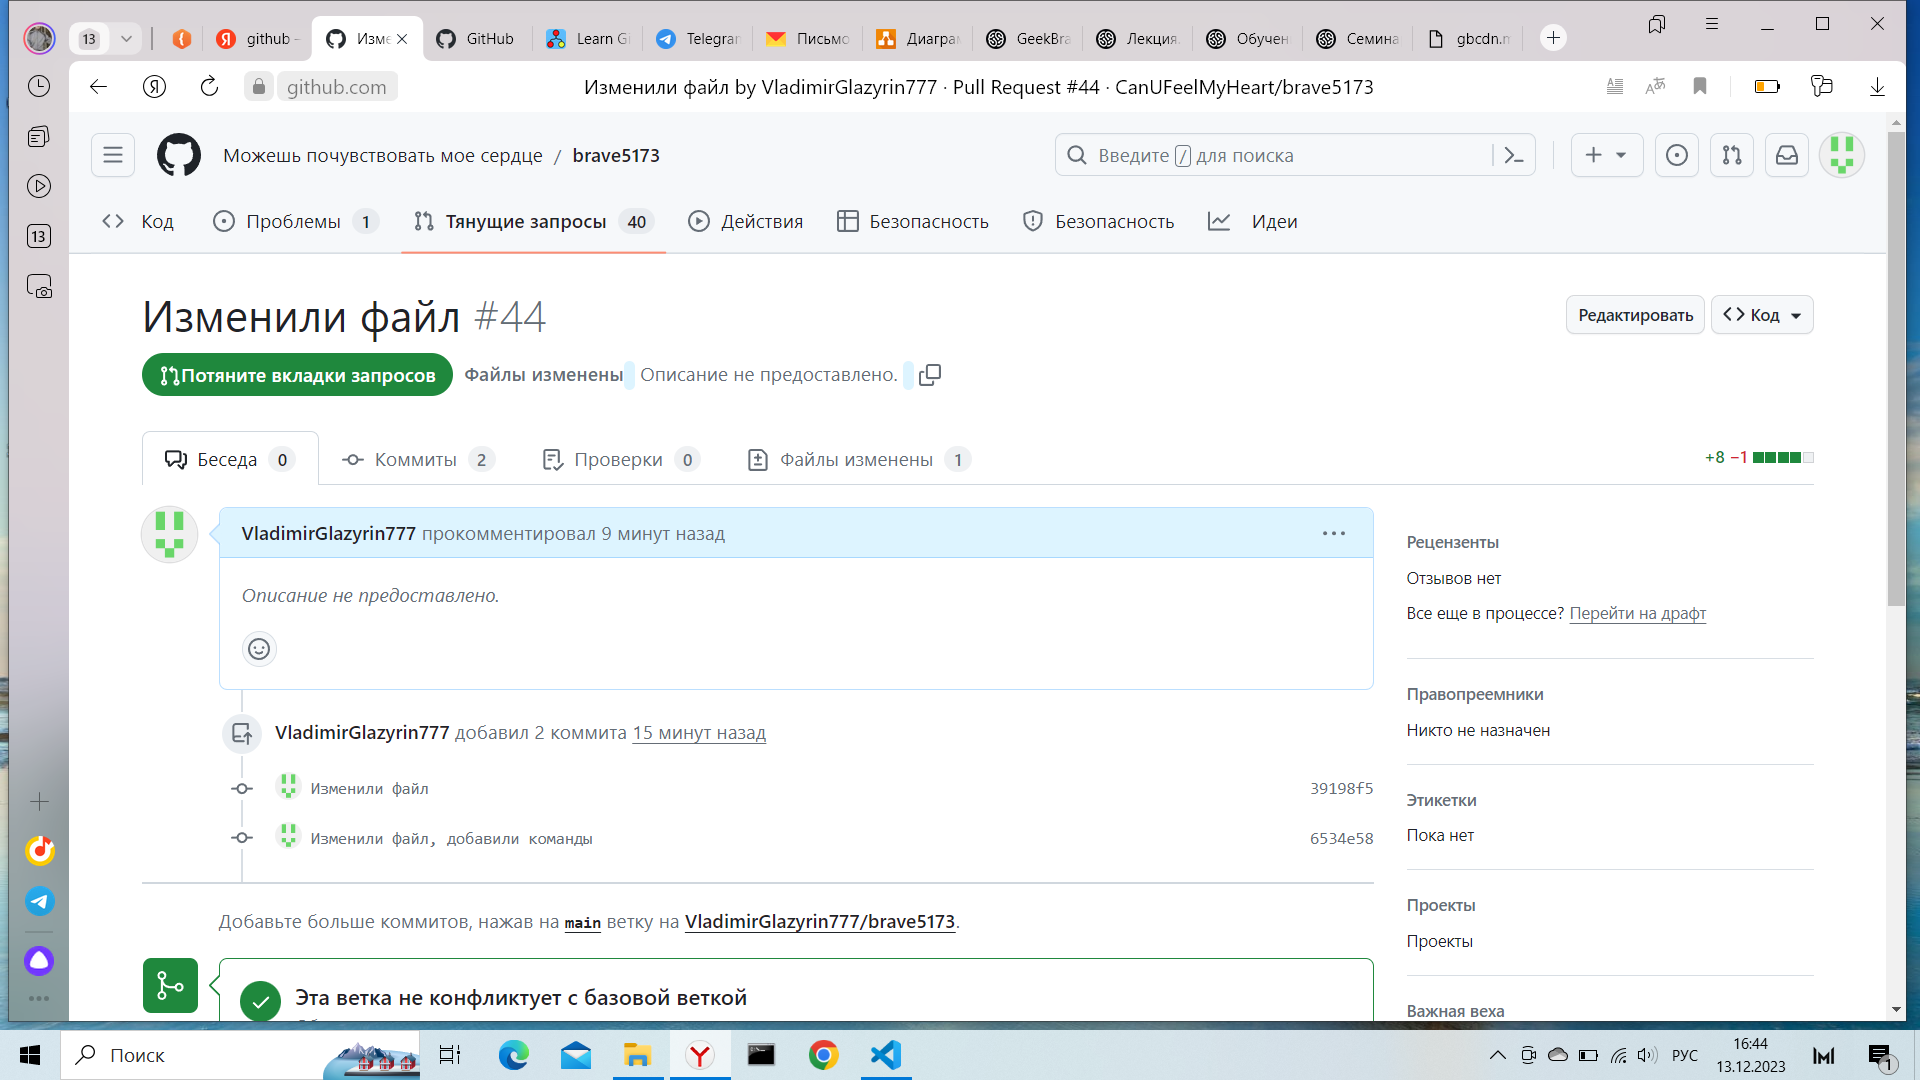 13
github -
Изме
GitHub
Learn G
Telegram
Письмо
Диаграм
GeekBra
Лекция.
Обучен
Семина
gbcdn.m
github.com
Изменили файл by VladimirGlazyrin777 · Pull Request #44 · CanUFeelMyHeart/brave5173
Можешь почувствовать мое сердце / brave5173
Введите / для поиска
Код
Проблемы 1
Тянущие запросы 40
Действия
Безопасность
Безопасность
Идеи
13
Изменили файл #44
Редактировать
Код
Потяните вкладки запросов
Файлы изменены Описание не предоставлено.
Беседа 0
Коммиты 2
Проверки 0
Файлы изменены 1
+8 −1
VladimirGlazyrin777 прокомментировал 9 минут назад
Описание не предоставлено.
VladimirGlazyrin777 добавил 2 коммита 15 минут назад
Изменили файл 39198f5
Изменили файл, добавили команды 6534e58
Добавьте больше коммитов, нажав на main ветку на VladimirGlazyrin777/brave5173.
Эта ветка не конфликтует с базовой веткой
Рецензенты
Отзывов нет
Все еще в процессе? Перейти на драфт
Правопреемники
Никто не назначен
Этикетки
Пока нет
Проекты
Проекты
Важная веха
Поиск
РУС
16:44
13.12.2023
1